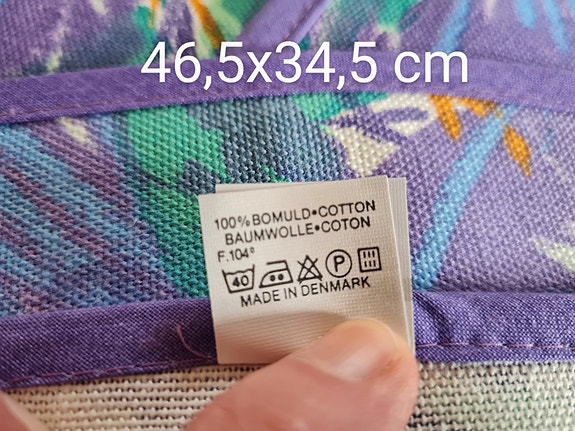 46,5x34,5 cm
100% BOMULD•COTTON
BAUMWOLLE•COTON
F.104°
40 P
MADE IN DENMARK